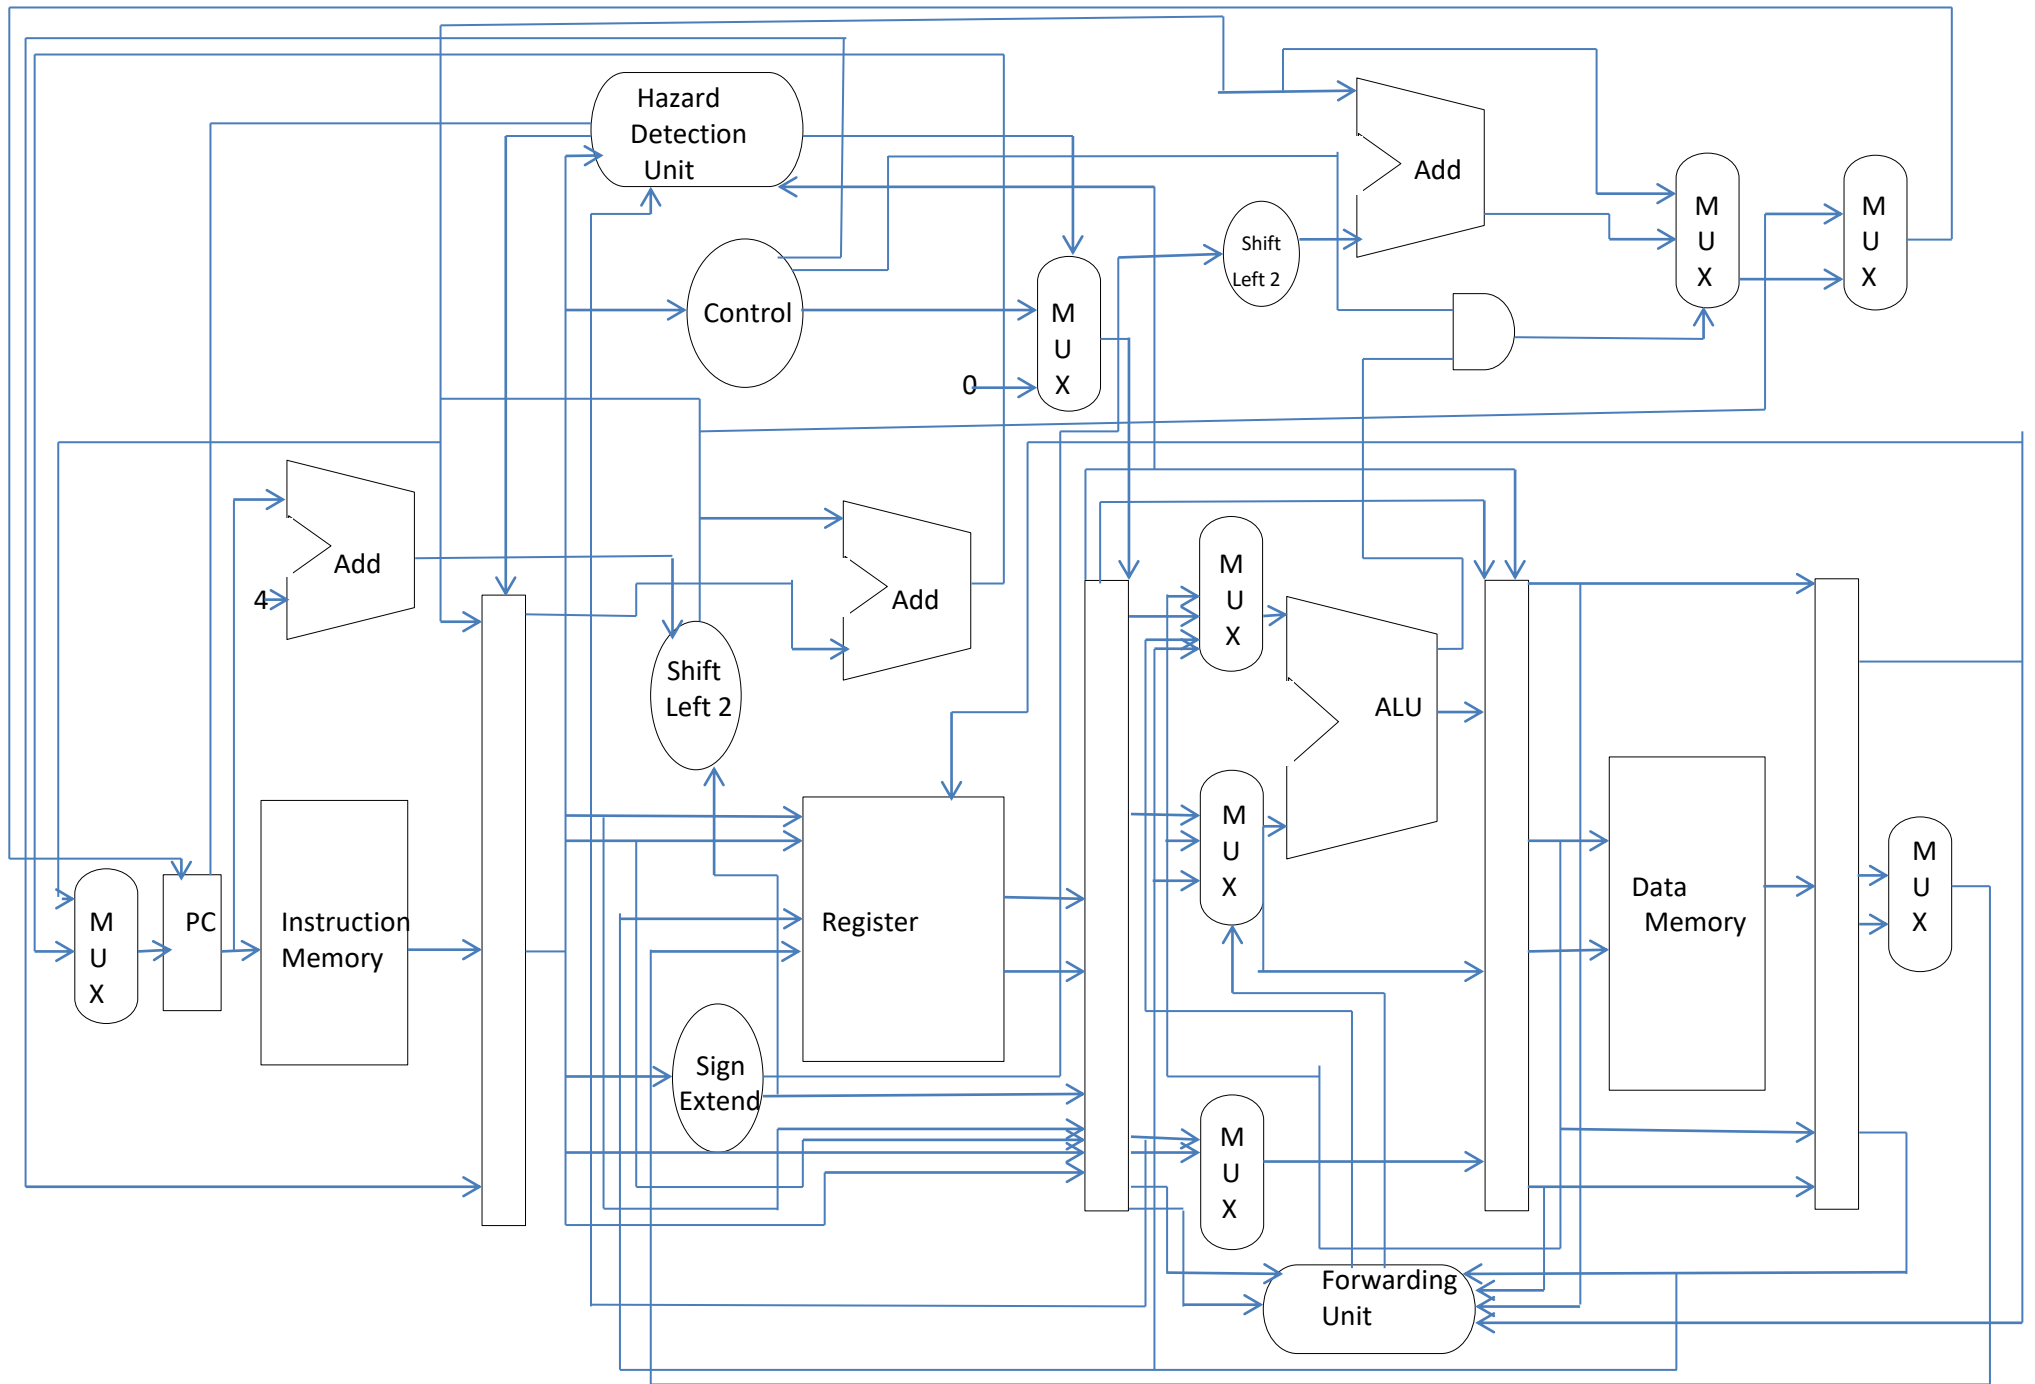 Hazard
Detection
Unit
Add
M
U
X
M
U
X
Shift
Left 2
Control
M
U
X
0
Add
4
Add
M
U
X
ALU
Shift
Left 2
M
U
X
PC
Instruction
Memory
Register
M
U
X
Data
Memory
M
U
X
Sign
Extend
M
U
X
Forwarding
Unit